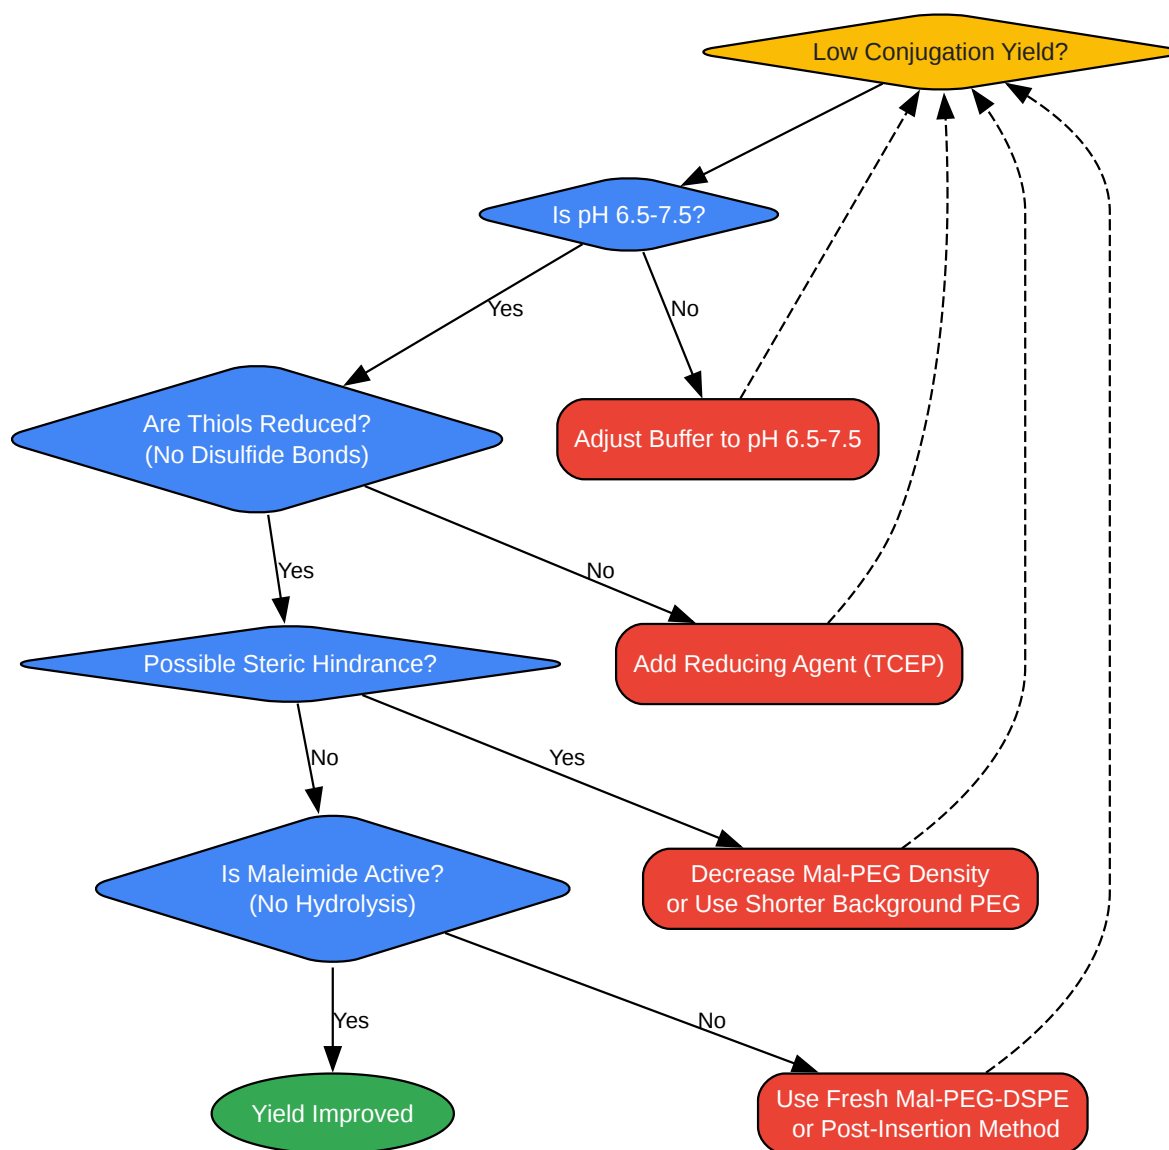 Low Conjugation Yield?
Is pH 6.5-7.5?
Yes
No
Are Thiols Reduced?
(No Disulfide Bonds)
Adjust Buffer to pH 6.5-7.5
Yes
No
Possible Steric Hindrance?
Add Reducing Agent (TCEP)
No
Yes
Is Maleimide Active?
(No Hydrolysis)
Decrease Mal-PEG Density
or Use Shorter Background PEG
Yes
No
Yield Improved
Use Fresh Mal-PEG-DSPE
or Post-Insertion Method